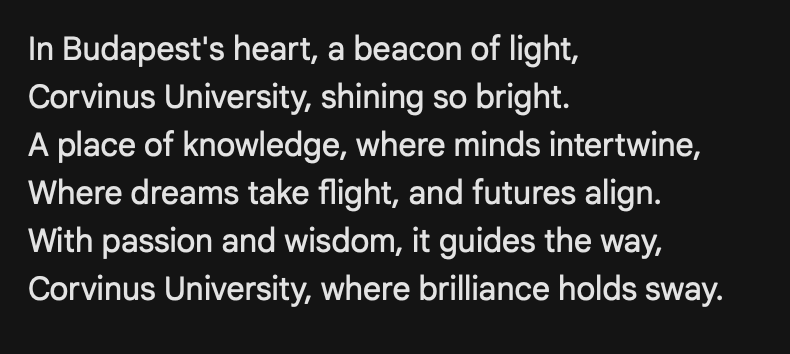 In Budapest's heart, a beacon of light,
Corvinus University, shining so bright.
A place of knowledge, where minds intertwine,
Where dreams take flight, and futures align.
With passion and wisdom, it guides the way,
Corvinus University, where brilliance holds sway.